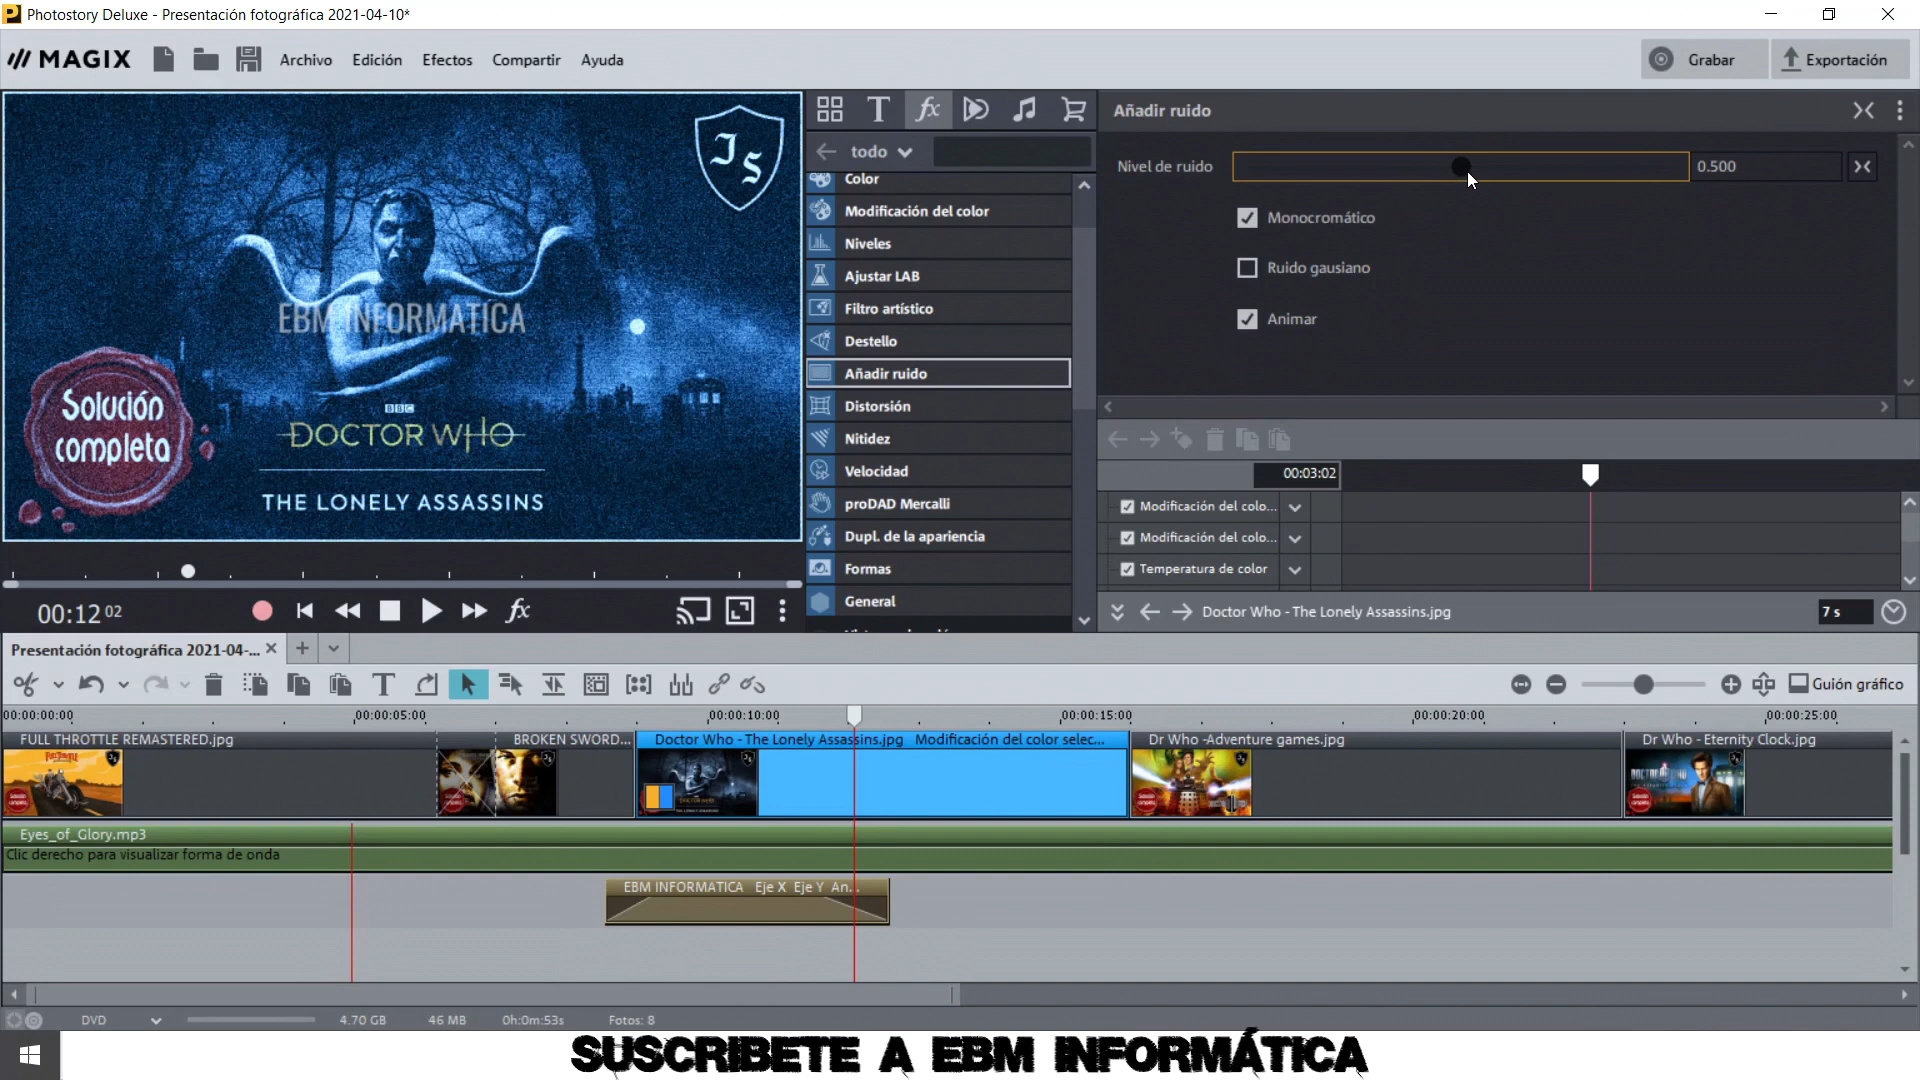 Photostory Deluxe - Presentación fotográfica 2021-04-10*
MAGIX
Archivo
Edición
Efectos
Compartir
Ayuda
Grabar
Exportación
JS
EBM INFORMATICA
Solución
completa
BBC
DOCTOR WHO
THE LONELY ASSASSINS
todo
Color
Modificación del color
Niveles
Ajustar LAB
Filtro artístico
Destello
Añadir ruido
Distorsión
Nitidez
Velocidad
proDAD Mercalli
Dupl. de la apariencia
Formas
General
Añadir ruido
Nivel de ruido
0.500
Monocromático
Ruido gausiano
Animar
00:03:02
Modificación del colo...
Modificación del colo...
Temperatura de color
Doctor Who - The Lonely Assassins.jpg
7 s
00:12 02
fx
Presentación fotográfica 2021-04-...
Guión gráfico
00:00:00:00
00:00:05:00
00:00:10:00
00:00:15:00
00:00:20:00
00:00:25:00
FULL THROTTLE REMASTERED.jpg
BROKEN SWORD...
Doctor Who - The Lonely Assassins.jpg Modificación del color selec...
Dr Who -Adventure games.jpg
Dr Who - Eternity Clock.jpg
Eyes_of_Glory.mp3
Clic derecho para visualizar forma de onda
EBM INFORMATICA Eje X Eje Y An...
DVD
4.70 GB
46 MB
0h:0m:53s
Fotos: 8
SUSCRIBETE A EBM INFORMÁTICA